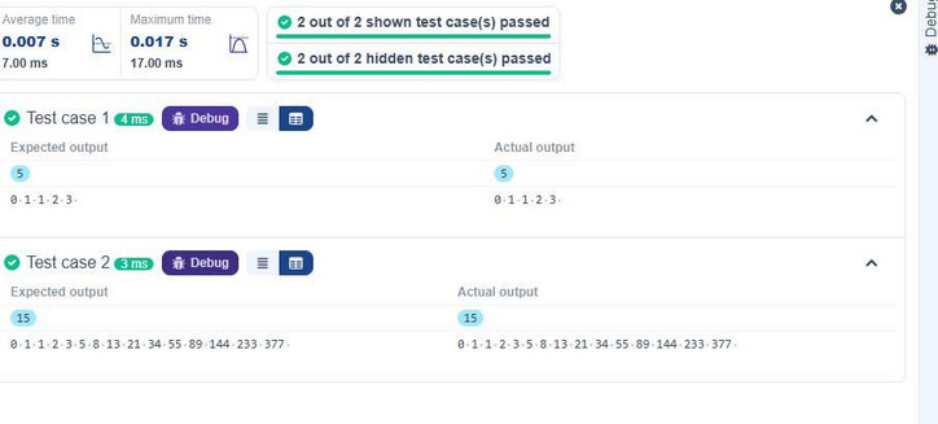 Average time
0.007 s
7.00 ms
Maximum time
0.017 s
17.00 ms
2 out of 2 shown test case(s) passed
2 out of 2 hidden test case(s) passed
Debug
Test case 1 4 ms Debug
Expected output Actual output
5 5
0·1·1·2·3· 0·1·1·2·3·
Test case 2 3 ms Debug
Expected output Actual output
15 15
0·1·1·2·3·5·8·13·21·34·55·89·144·233·377· 0·1·1·2·3·5·8·13·21·34·55·89·144·233·377·